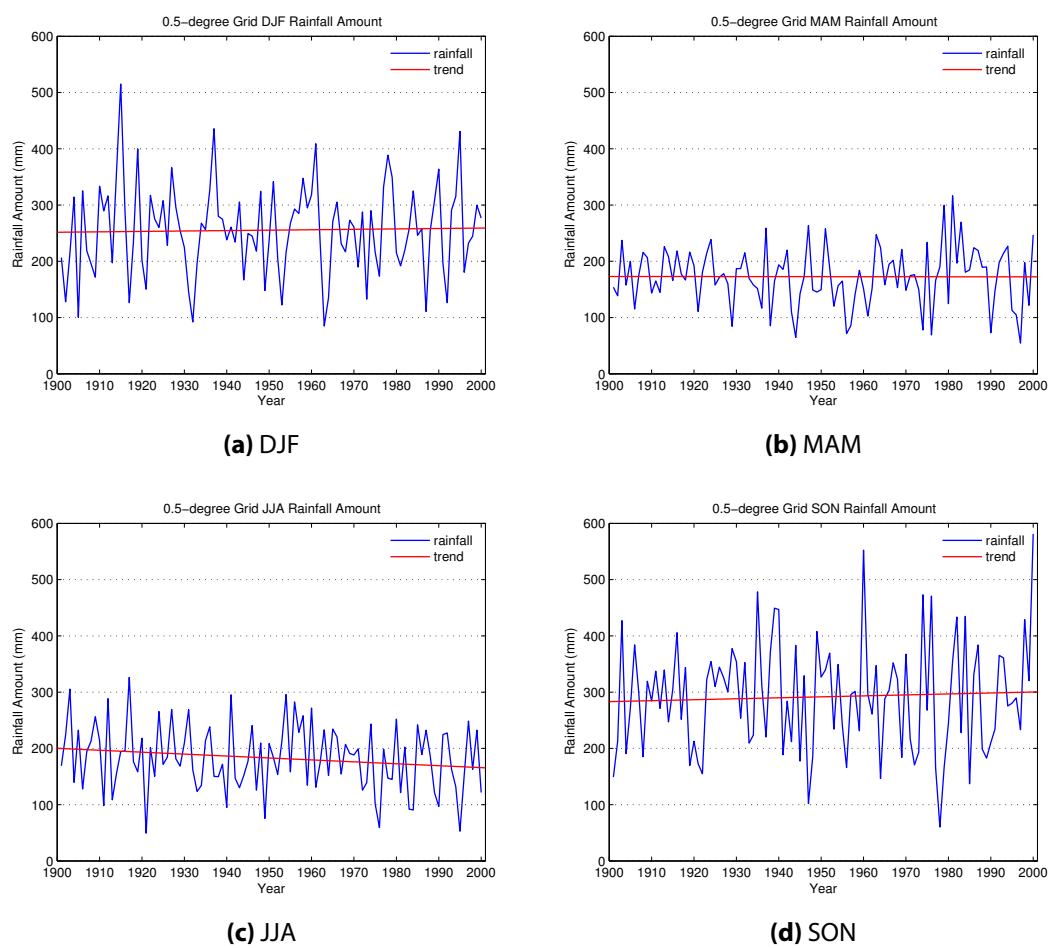 0.5−degree Grid DJF Rainfall Amount
600
500
400
300
200
100
0
Rainfall Amount (mm)
rainfall
trend
1900 1910 1920 1930 1940 1950 1960 1970 1980 1990 2000
Year
(a) DJF
0.5−degree Grid MAM Rainfall Amount
600
500
400
300
200
100
0
Rainfall Amount (mm)
rainfall
trend
1900 1910 1920 1930 1940 1950 1960 1970 1980 1990 2000
Year
(b) MAM
0.5−degree Grid JJA Rainfall Amount
600
500
400
300
200
100
0
Rainfall Amount (mm)
rainfall
trend
1900 1910 1920 1930 1940 1950 1960 1970 1980 1990 2000
Year
(c) JJA
0.5−degree Grid SON Rainfall Amount
600
500
400
300
200
100
0
Rainfall Amount (mm)
rainfall
trend
1900 1910 1920 1930 1940 1950 1960 1970 1980 1990 2000
Year
(d) SON